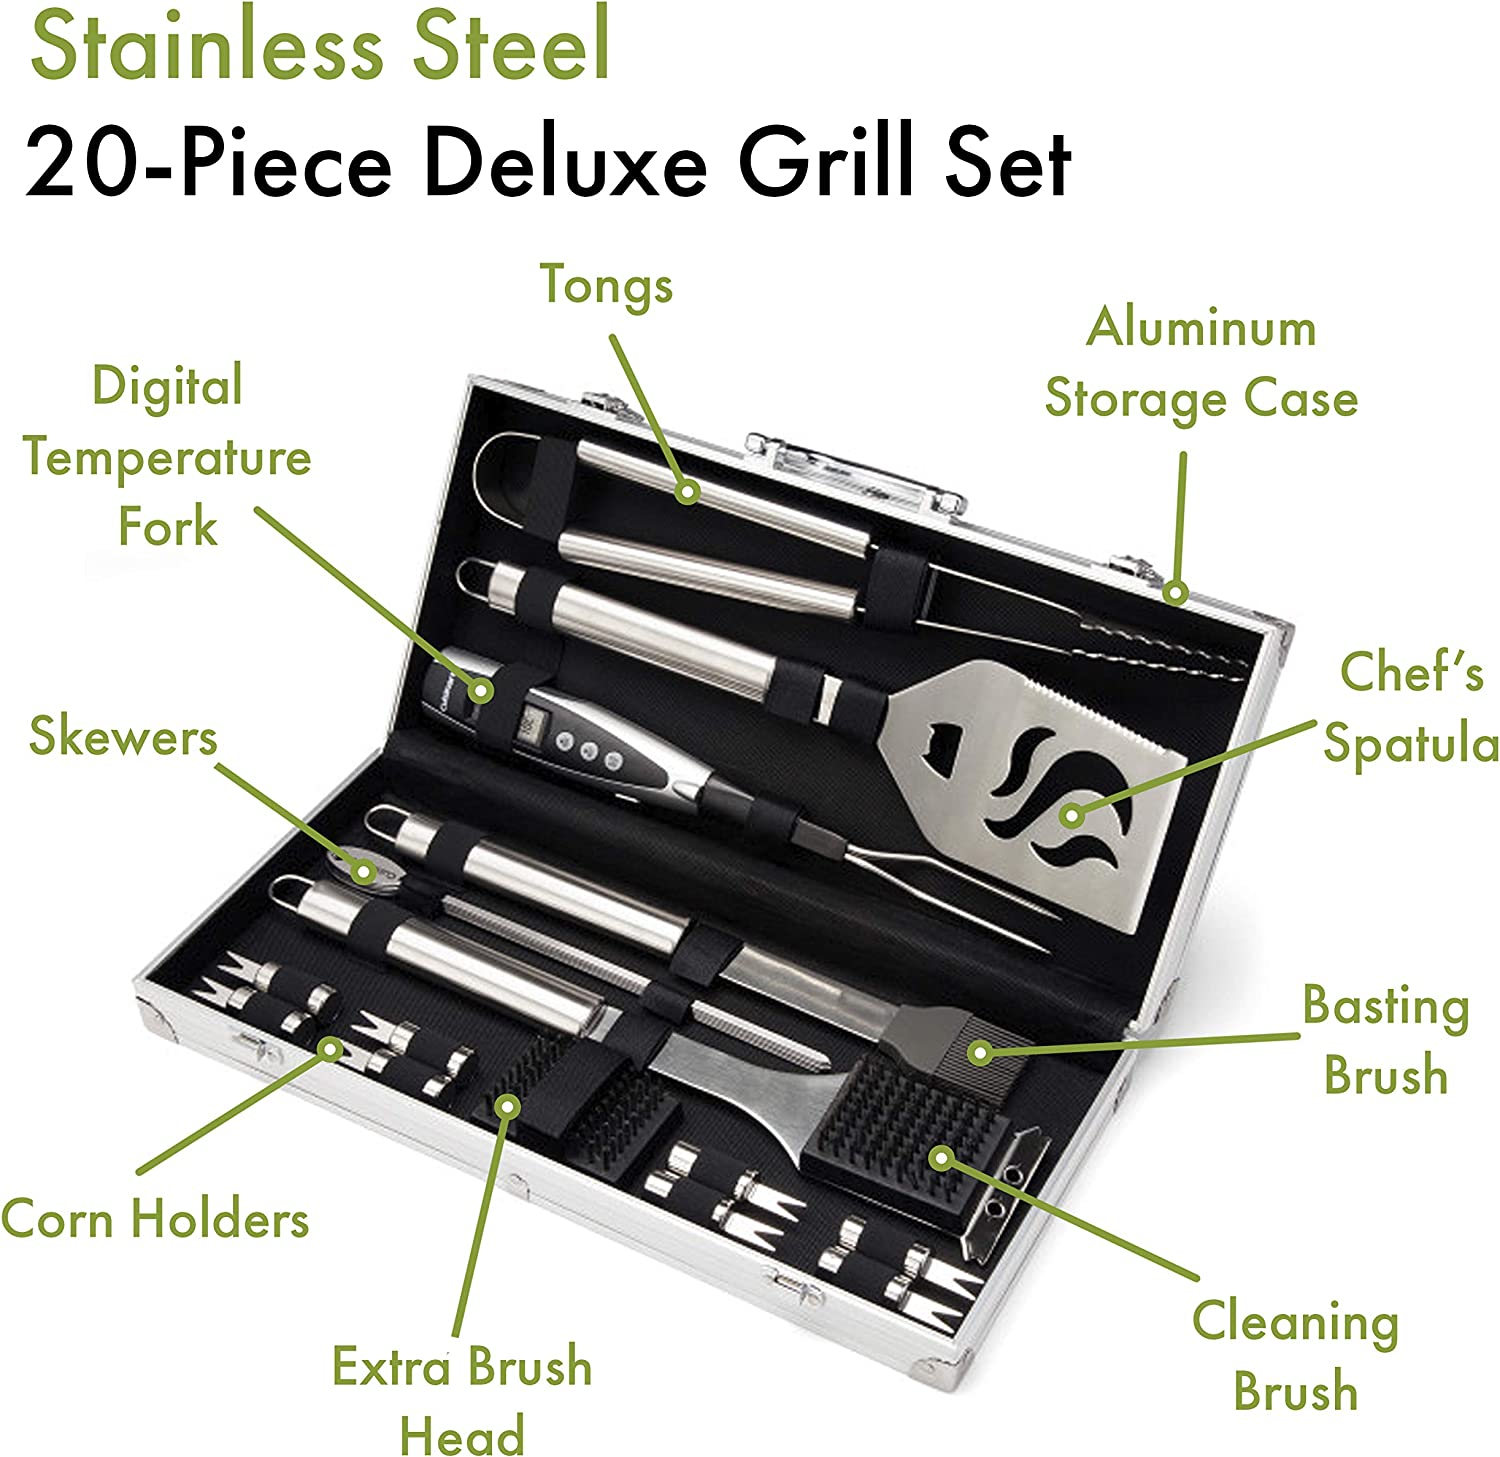 Stainless Steel
20-Piece Deluxe Grill Set
Tongs
Aluminum
Storage Case
Digital
Temperature
Fork
Chef's
Spatula
Skewers
Basting
Brush
Corn Holders
Cleaning
Brush
Extra Brush
Head